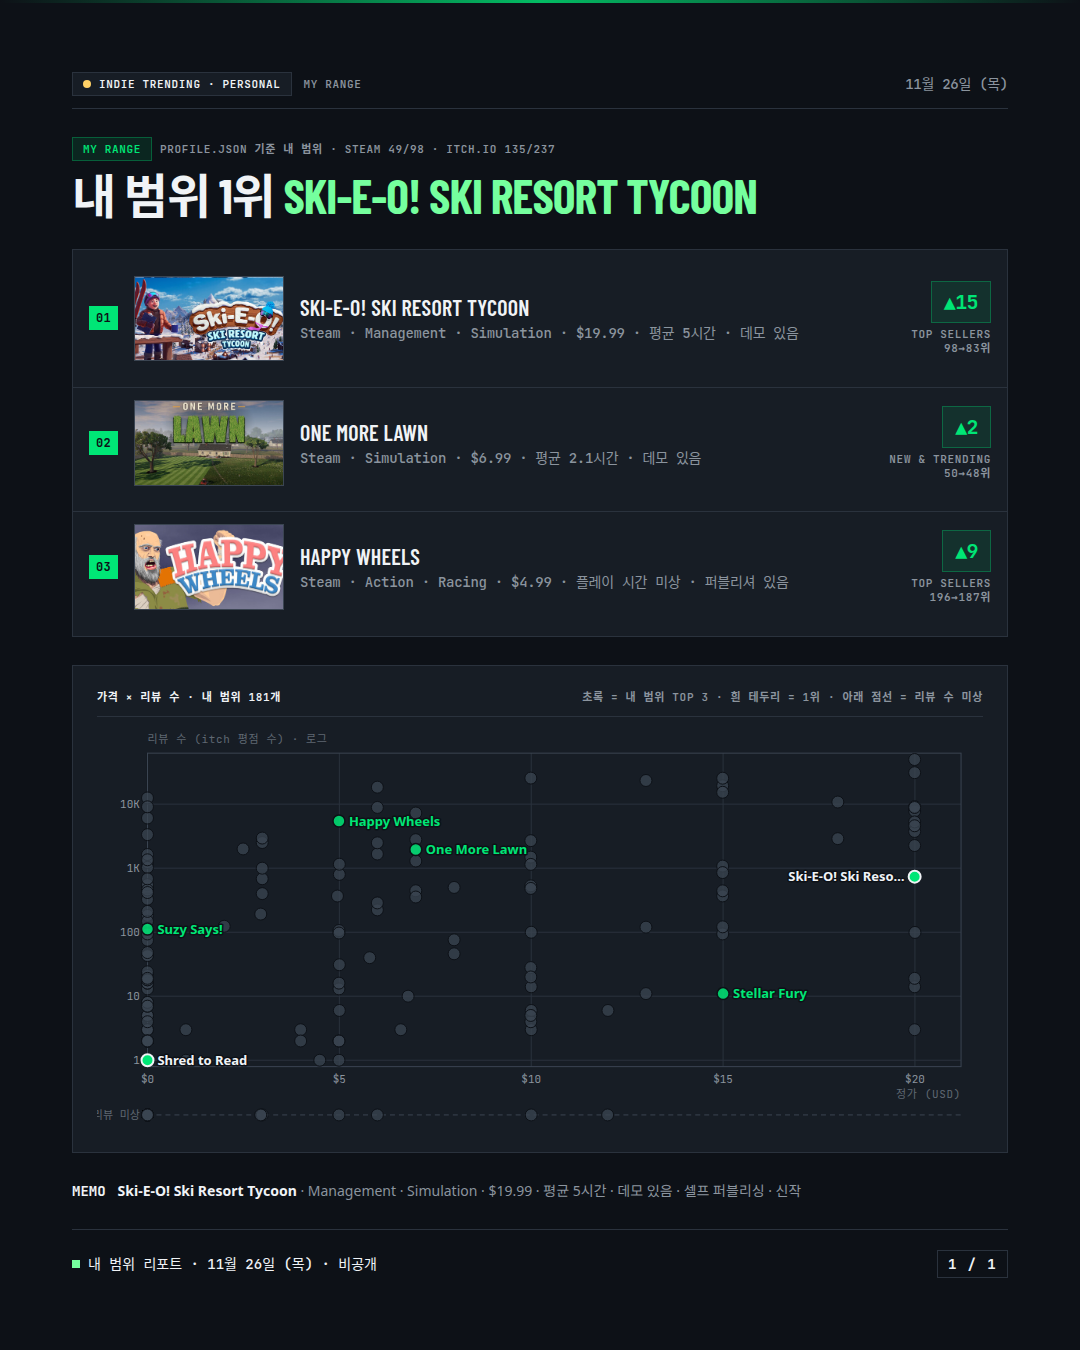 INDIE TRENDING · PERSONAL MY RANGE 11월 26일 (목)
MY RANGE PROFILE.JSON 기준 내 범위 · STEAM 49/98 · ITCH.IO 135/237
내 범위 1위 SKI-E-O! SKI RESORT TYCOON
01
Ski-E-O!
SKI RESORT
TYCOON
SKI-E-O! SKI RESORT TYCOON
Steam · Management · Simulation · $19.99 · 평균 5시간 · 데모 있음
▲15
TOP SELLERS
98→83위
02
ONE MORE
LAWN
ONE MORE LAWN
Steam · Simulation · $6.99 · 평균 2.1시간 · 데모 있음
▲2
NEW & TRENDING
50→48위
03
HAPPY
WHEELS
HAPPY WHEELS
Steam · Action · Racing · $4.99 · 플레이 시간 미상 · 퍼블리셔 있음
▲9
TOP SELLERS
196→187위
가격 × 리뷰 수 · 내 범위 181개
초록 = 내 범위 TOP 3 · 흰 테두리 = 1위 · 아래 점선 = 리뷰 수 미상
리뷰 수 (itch 평점 수) · 로그
10K
Happy Wheels
One More Lawn
1K
Ski-E-O! Ski Reso…
100
Suzy Says!
10
Stellar Fury
1
Shred to Read
$0 $5 $10 $15 $20
정가 (USD)
리뷰 미상
MEMO Ski-E-O! Ski Resort Tycoon · Management · Simulation · $19.99 · 평균 5시간 · 데모 있음 · 셀프 퍼블리싱 · 신작
내 범위 리포트 · 11월 26일 (목) · 비공개
1 / 1